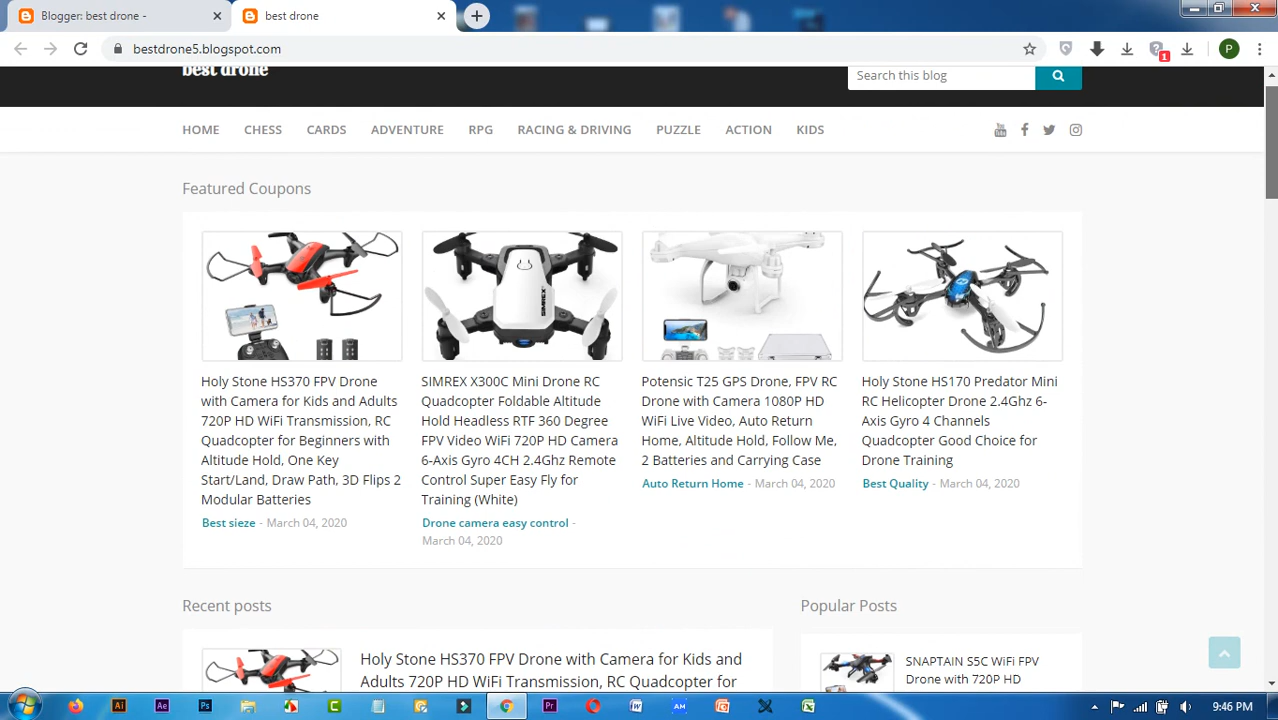 Blogger: best drone -
best drone
bestdrone5.blogspot.com
1
P
best drone
Search this blog
HOME CHESS CARDS ADVENTURE RPG RACING & DRIVING PUZZLE ACTION KIDS
Featured Coupons
Holy Stone HS370 FPV Drone
with Camera for Kids and Adults
720P HD WiFi Transmission, RC
Quadcopter for Beginners with
Altitude Hold, One Key
Start/Land, Draw Path, 3D Flips 2
Modular Batteries
Best sieze - March 04, 2020
SIMREX
SIMREX X300C Mini Drone RC
Quadcopter Foldable Altitude
Hold Headless RTF 360 Degree
FPV Video WiFi 720P HD Camera
6-Axis Gyro 4CH 2.4Ghz Remote
Control Super Easy Fly for
Training (White)
Drone camera easy control -
March 04, 2020
Potensic T25 GPS Drone, FPV RC
Drone with Camera 1080P HD
WiFi Live Video, Auto Return
Home, Altitude Hold, Follow Me,
2 Batteries and Carrying Case
Auto Return Home - March 04, 2020
Holy Stone HS170 Predator Mini
RC Helicopter Drone 2.4Ghz 6-
Axis Gyro 4 Channels
Quadcopter Good Choice for
Drone Training
Best Quality - March 04, 2020
Recent posts
Holy Stone HS370 FPV Drone with Camera for Kids and
Adults 720P HD WiFi Transmission, RC Quadcopter for
Popular Posts
SNAPTAIN S5C WiFi FPV
Drone with 720P HD
Ai Ae Ps C W AM Pr
9:46 PM